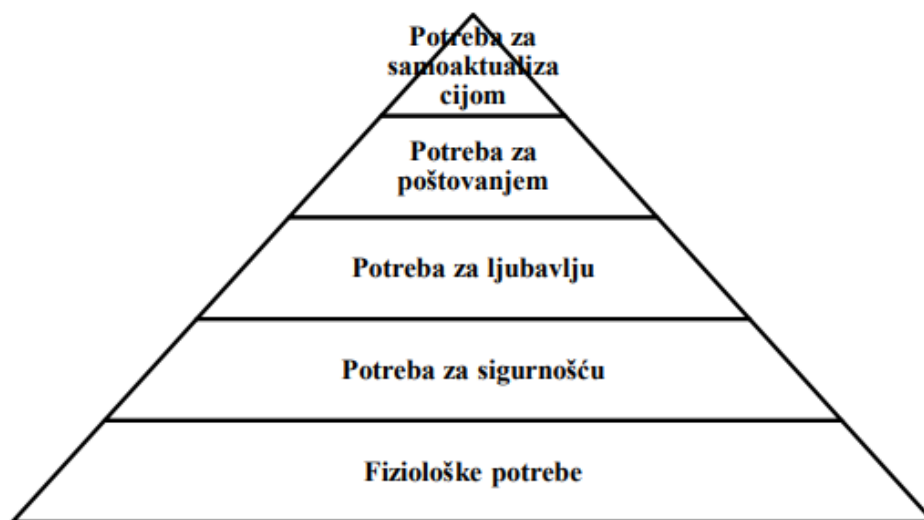 Potreba za
samoaktualiza
cijom
Potreba za
poštovanjem
Potreba za ljubavlju
Potreba za sigurnošću
Fiziološke potrebe